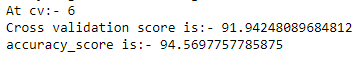 At cv:- 6
Cross validation score is:- 91.94248089684812
accuracy_score is:- 94.5697757785875